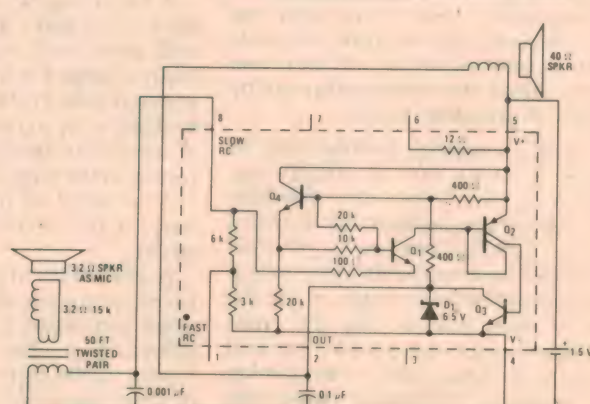 40 Ω
SPKR
8
7
6
5
SLOW
RC
12 Ω
V+
Q4
400 Ω
20 k
10 k
100 Ω
Q1
Q2
400 Ω
6 k
3 k
20 k
D1
6.5 V
Q3
FAST
RC
OUT
V-
1
2
3
4
1.5 V
+
3.2 Ω SPKR
AS MIC
3.2 Ω 15 k
50 FT
TWISTED
PAIR
0.001 μF
0.1 μF